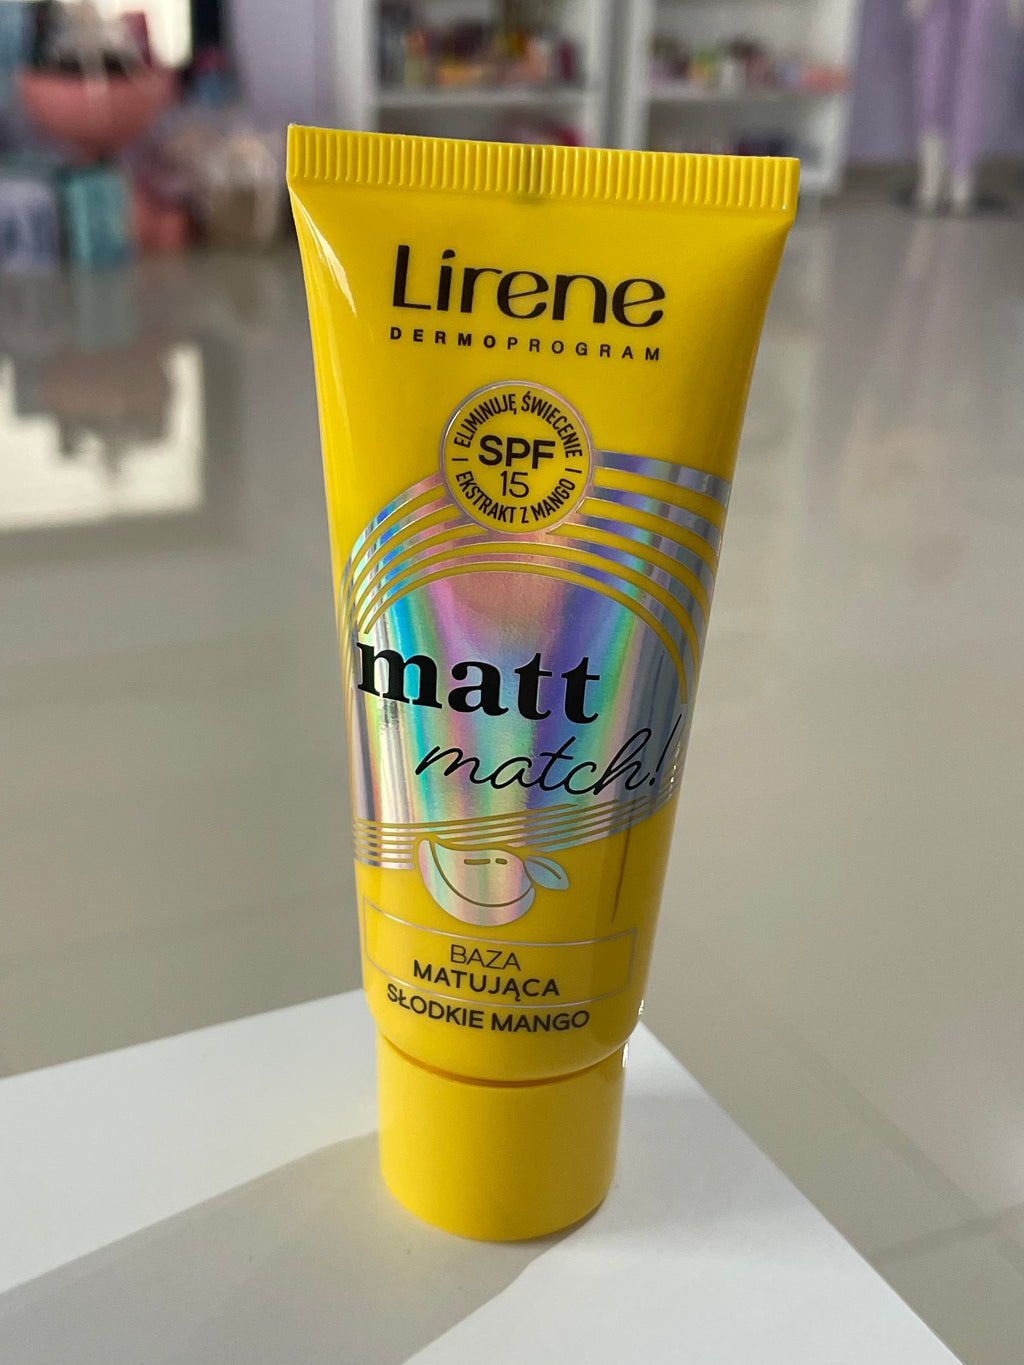 Lirene
DERMOPROGRAM
ELIMINUJĘ ŚWIECENIE
SPF
15
EKSTRAKT Z MANGO
matt
match!
BAZA
MATUJĄCA
SŁODKIE MANGO